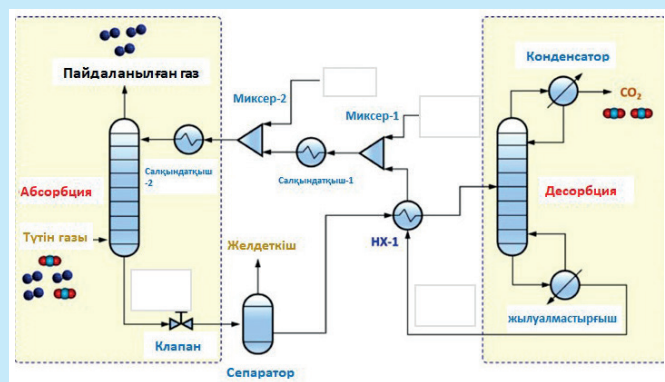 Пайдаланылған газ
Конденсатор
CO₂
Миксер-2
Миксер-1
Салқындатқыш
-2
Салқындатқыш-1
Абсорбция
Десорбция
Түтін газы
Желдеткіш
HX-1
жылуалмастырғыш
Клапан
Сепаратор